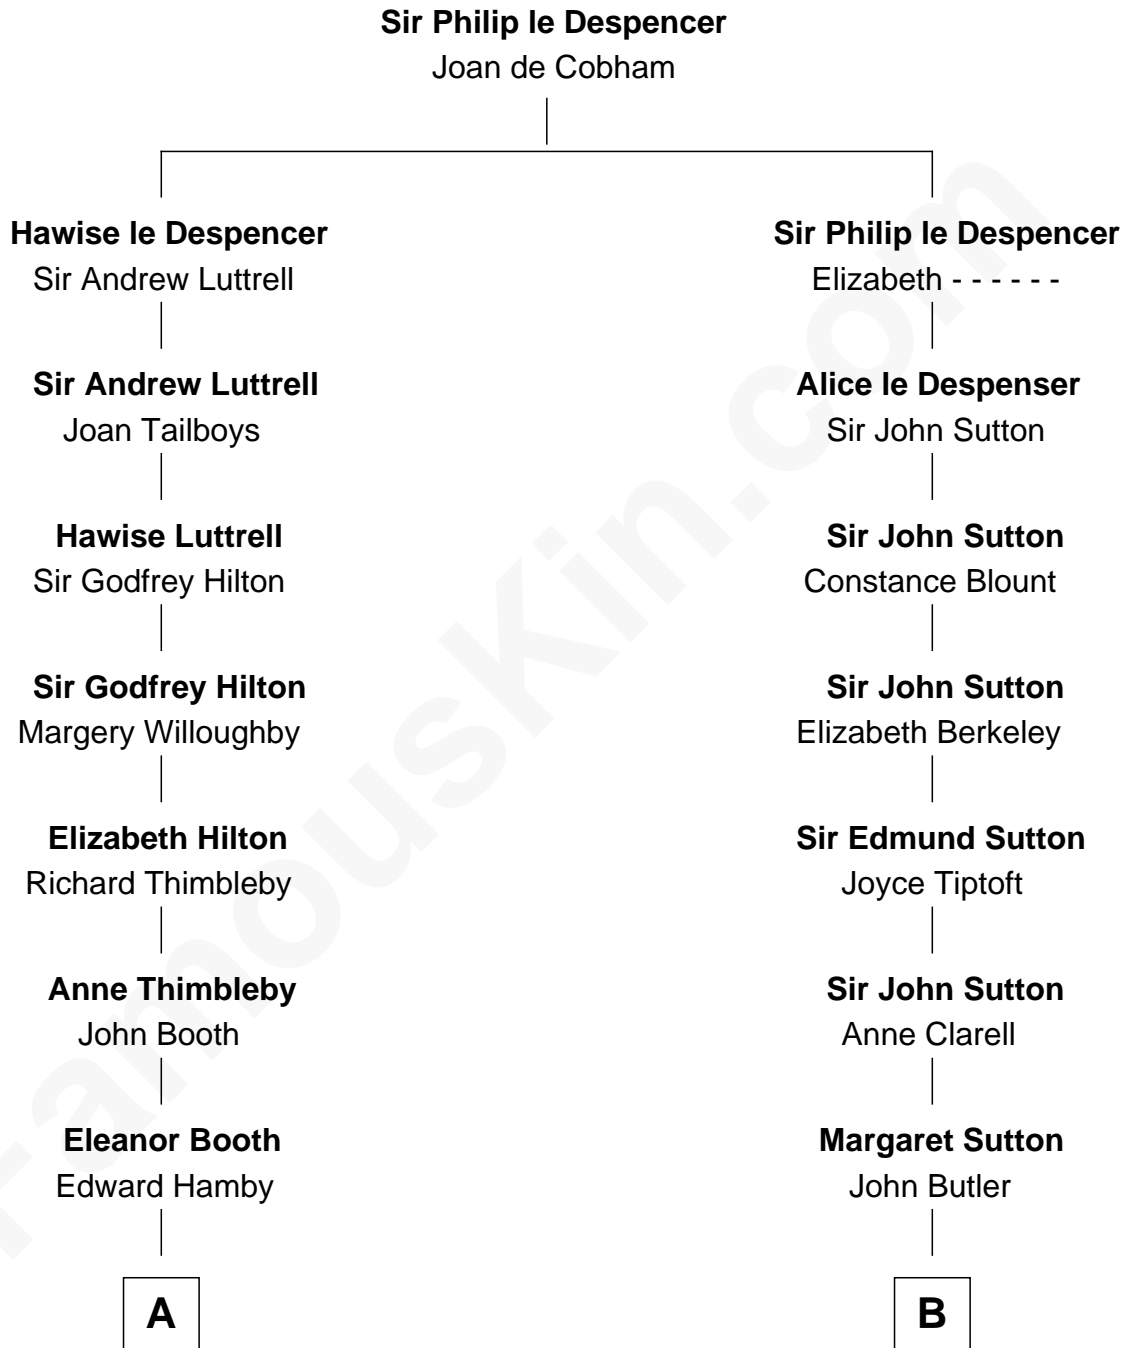 Sir Philip le Despencer
Joan de Cobham
Hawise le Despencer
Sir Andrew Luttrell
Sir Philip le Despencer
Elizabeth - - - - - -
Sir Andrew Luttrell
Joan Tailboys
Alice le Despenser
Sir John Sutton
Hawise Luttrell
Sir Godfrey Hilton
Sir John Sutton
Constance Blount
Sir Godfrey Hilton
Margery Willoughby
Sir John Sutton
Elizabeth Berkeley
Elizabeth Hilton
Richard Thimbleby
Sir Edmund Sutton
Joyce Tiptoft
Anne Thimbleby
John Booth
Sir John Sutton
Anne Clarell
Eleanor Booth
Edward Hamby
Margaret Sutton
John Butler
A
B
FamousKin.com